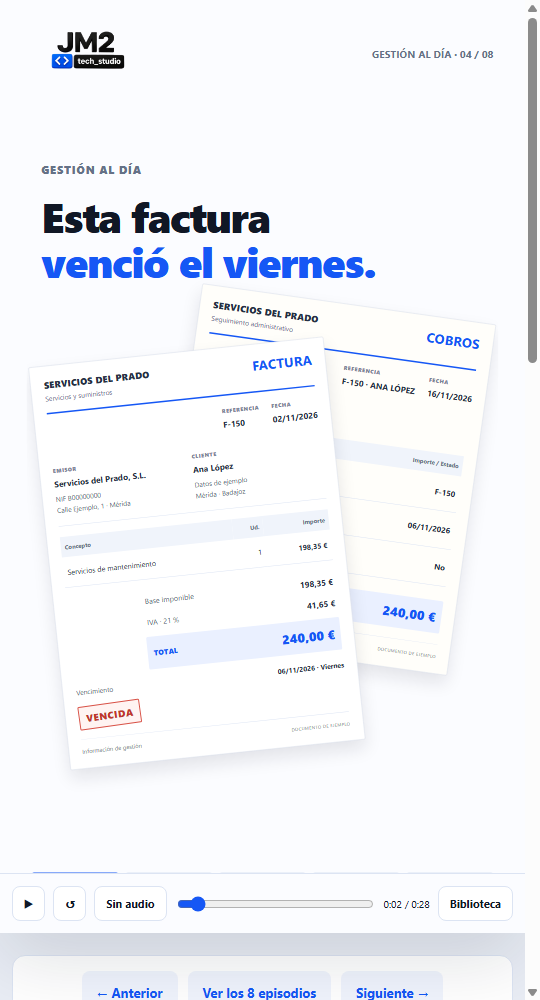 JM2
<> tech_studio
GESTIÓN AL DÍA · 04 / 08
GESTIÓN AL DÍA
Esta factura
venció el viernes.
SERVICIOS DEL PRADO
Seguimiento administrativo
COBROS
F-150 · ANA LÓPEZ
REFERENCIA
FECHA
16/11/2026
Importe / Estado
F-150
06/11/2026
No
240,00 €
DOCUMENTO DE EJEMPLO
SERVICIOS DEL PRADO
Servicios y suministros
FACTURA
REFERENCIA
FECHA
F-150
02/11/2026
EMISOR
Servicios del Prado, S.L.
NIF B00000000
Calle Ejemplo, 1 · Mérida
CLIENTE
Ana López
Datos de ejemplo
Mérida · Badajoz
Concepto
Ud.
Importe
Servicios de mantenimiento
1
198,35 €
Base imponible
198,35 €
IVA · 21 %
41,65 €
TOTAL
240,00 €
Vencimiento
06/11/2026 · Viernes
VENCIDA
Información de gestión
DOCUMENTO DE EJEMPLO
Sin audio
0:02 / 0:28
Biblioteca
← Anterior
Ver los 8 episodios
Siguiente →